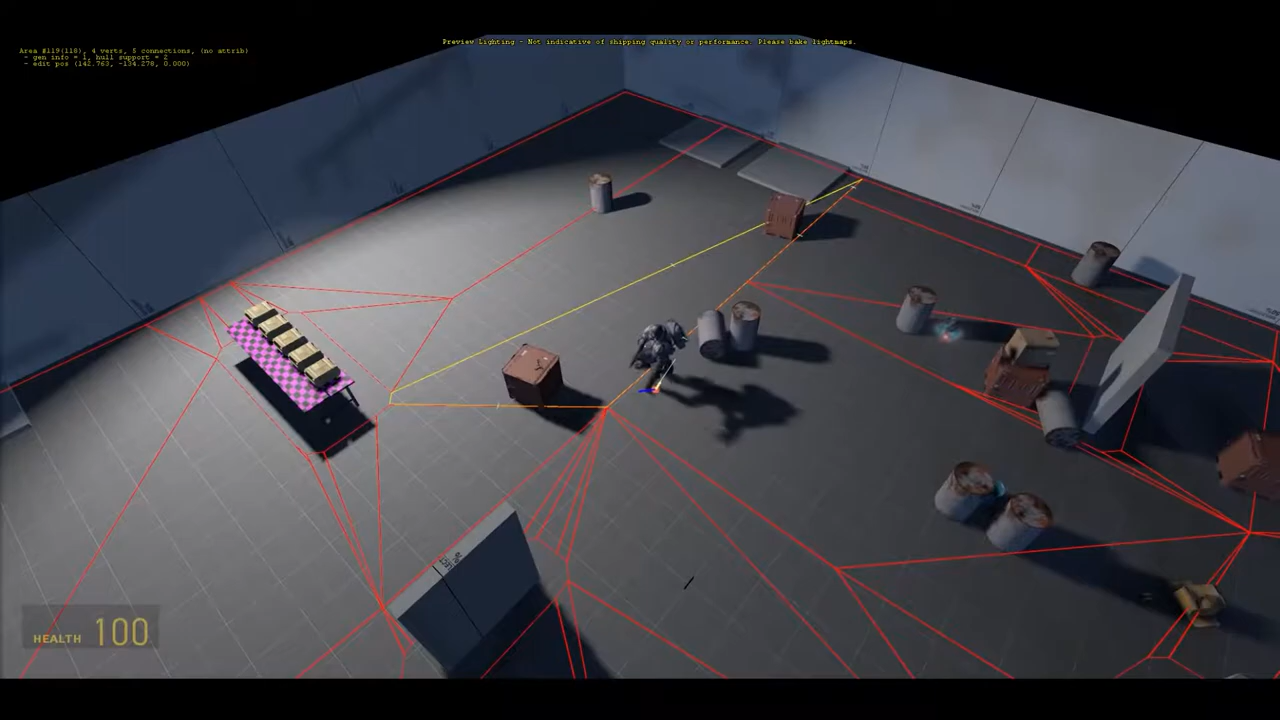 Area #119(118), 4 verts, 5 connections, (no attrib)
- gen info = 1, hull support = 2
- edit pos (142.763, -134.278, 0.000)
Preview Lighting - Not indicative of shipping quality or performance. Please bake lightmaps.
HEALTH 100